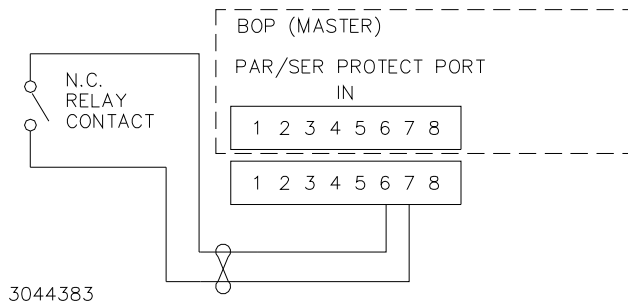 BOP (MASTER)
PAR/SER PROTECT PORT
IN
N.C.
RELAY
CONTACT
1 2 3 4 5 6 7 8
1 2 3 4 5 6 7 8
3044383